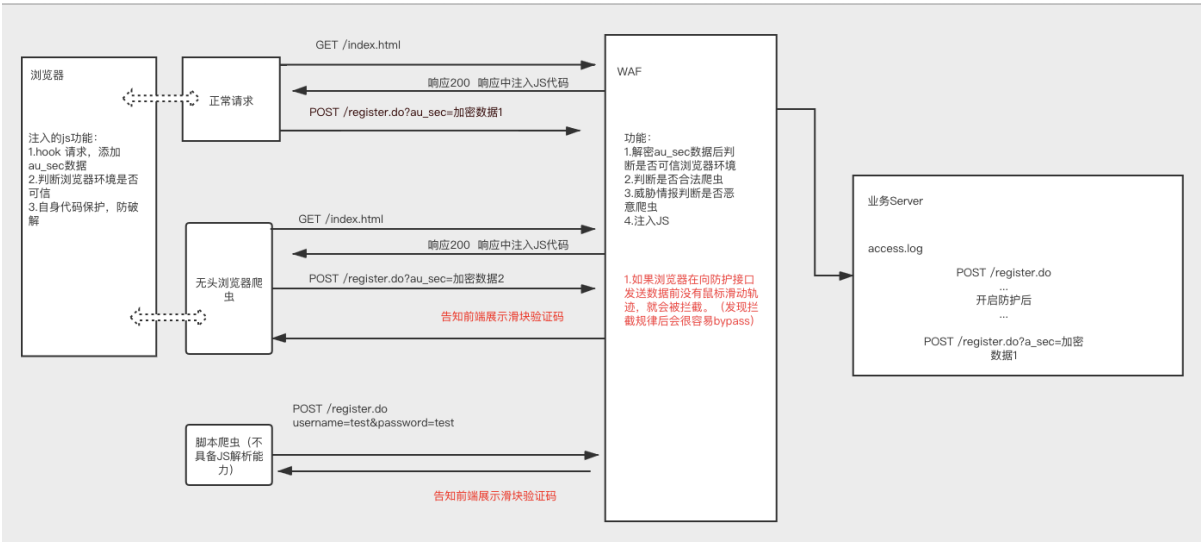 浏览器
注入的js功能:
1.hook 请求，添加
au_sec数据
2.判断浏览器环境是否
可信
3.自身代码保护，防破
解
正常请求
GET /index.html
响应200 响应中注入JS代码
POST /register.do?au_sec=加密数据1
无头浏览器爬
虫
GET /index.html
响应200 响应中注入JS代码
POST /register.do?au_sec=加密数据2
告知前端展示滑块验证码
脚本爬虫（不
具备JS解析能
力）
POST /register.do
username=test&password=test
告知前端展示滑块验证码
WAF
功能:
1.解密au_sec数据后判
断是否可信浏览器环境
2.判断是否合法爬虫
3.威胁情报判断是否恶
意爬虫
4.注入JS
1.如果浏览器在向防护接口
发送数据前没有鼠标滑动轨
迹，就会被拦截。（发现拦
截规律后会很容易bypass）
业务Server
access.log
POST /register.do
...
开启防护后
...
POST /register.do?a_sec=加密
数据1